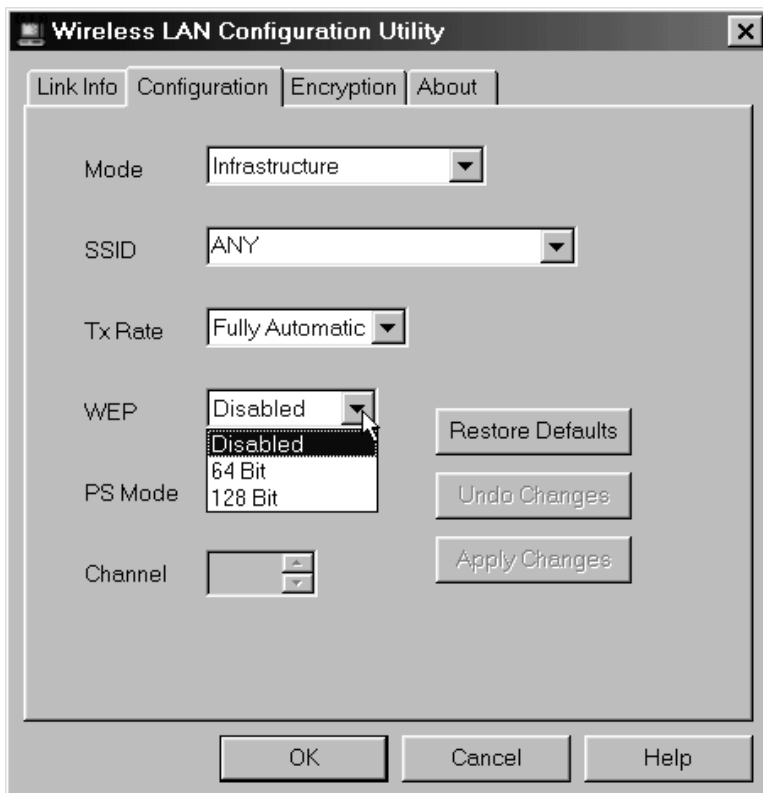 Wireless LAN Configuration Utility
Link Info Configuration Encryption About
Mode Infrastructure
SSID ANY
Tx Rate Fully Automatic
WEP Disabled
Disabled
64 Bit
128 Bit
Restore Defaults
PS Mode
Undo Changes
Channel
Apply Changes
OK Cancel Help